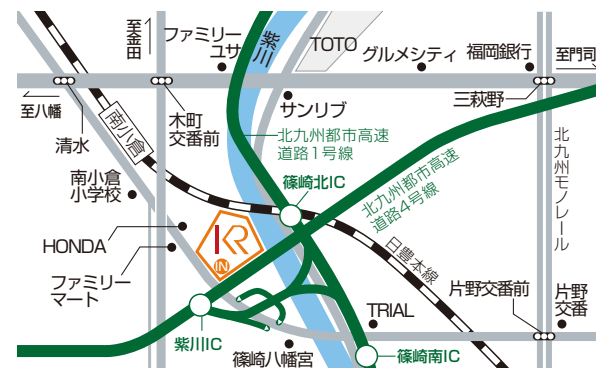 至金田
ファミリー
ユサ
紫川
TOTO
グルメシティ
福岡銀行
至門司
至八幡
清水
木町
交番前
サンリブ
三萩野
南小倉
北九州都市高速
道路1号線
北九州モノレール
南小倉
小学校
篠崎北IC
北九州都市高速
道路4号線
HONDA
KR
IN
ファミリー
マート
日豊本線
紫川IC
TRIAL
片野交番前
片野
交番
篠崎八幡宮
篠崎南IC